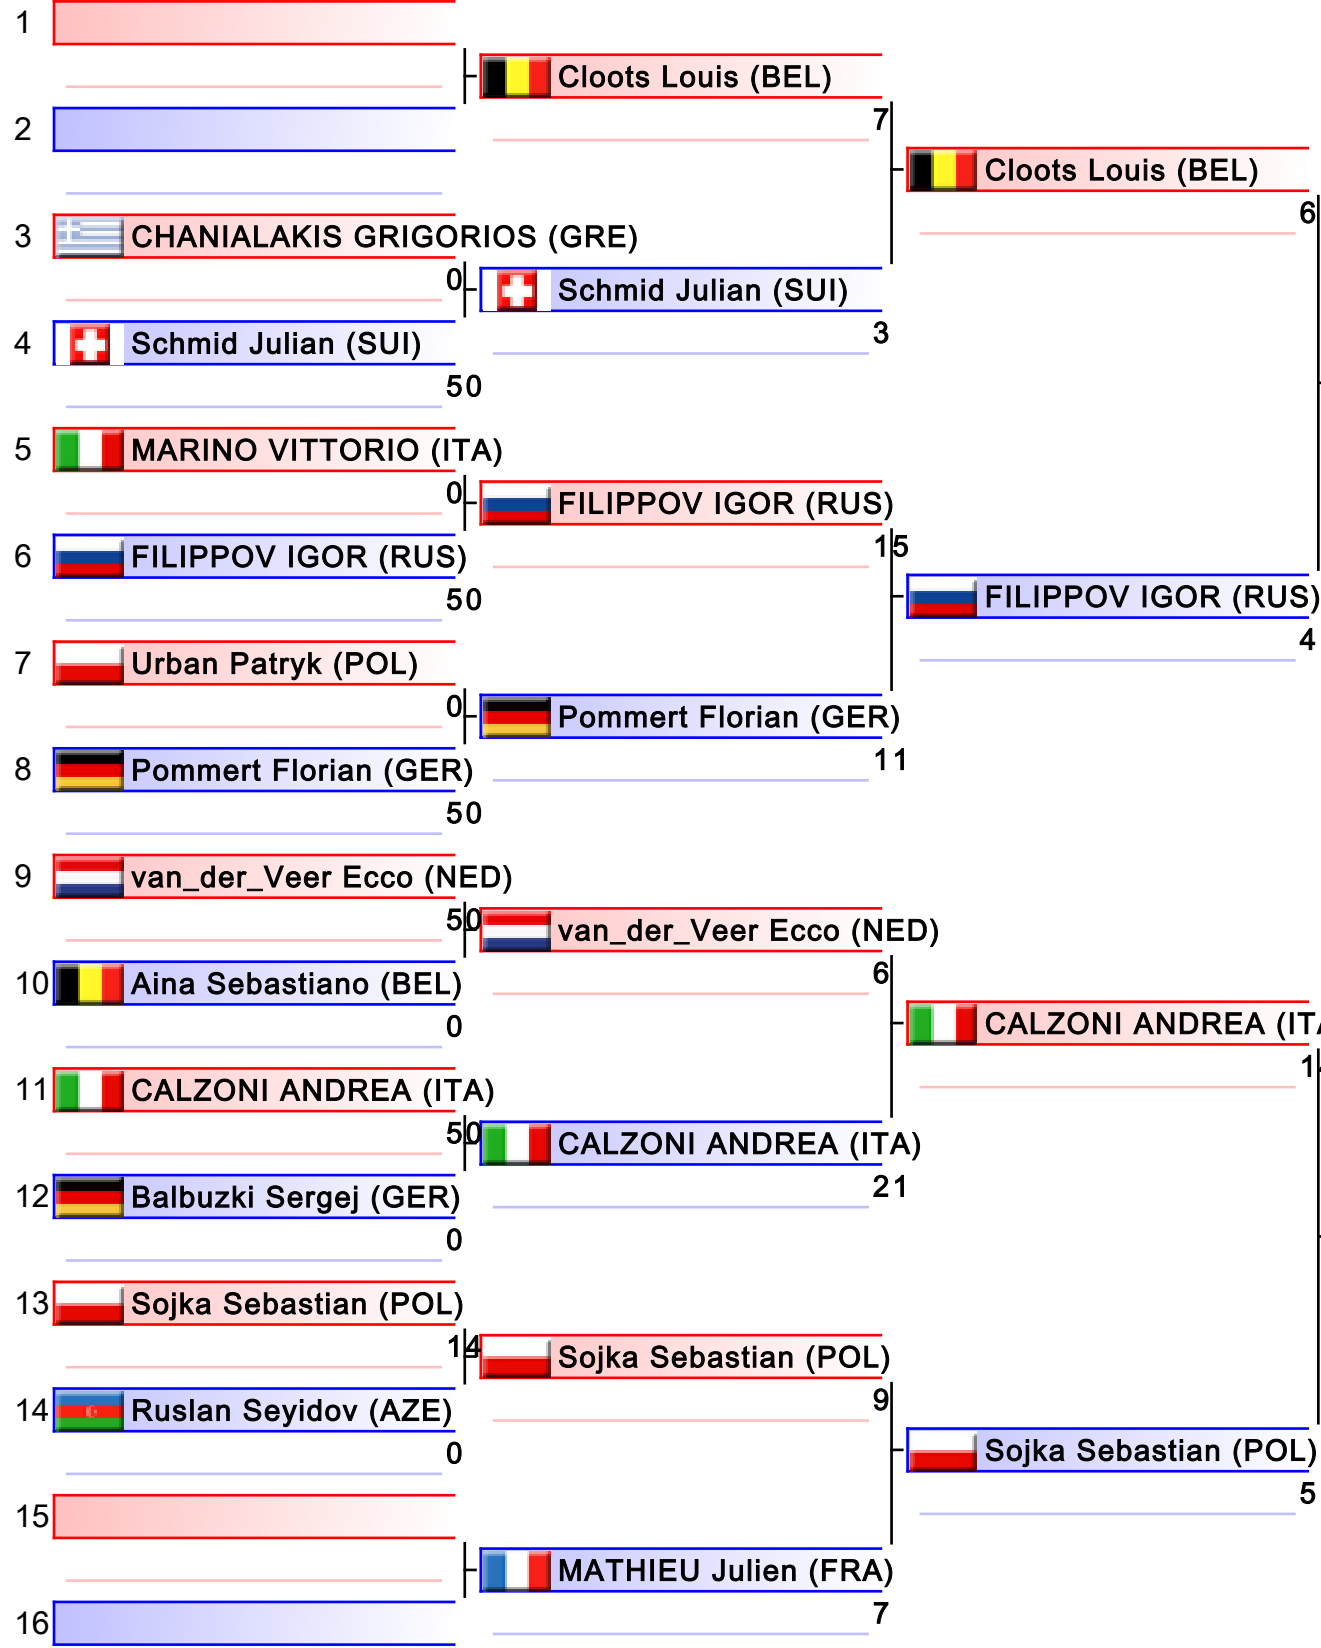 1
Cloots Louis (BEL)
7
2
Cloots Louis (BEL)
6
3 CHANIALAKIS GRIGORIOS (GRE)
0
Schmid Julian (SUI)
3
4 Schmid Julian (SUI)
50
5 MARINO VITTORIO (ITA)
0
FILIPPOV IGOR (RUS)
15
6 FILIPPOV IGOR (RUS)
50
FILIPPOV IGOR (RUS)
4
7 Urban Patryk (POL)
0
Pommert Florian (GER)
11
8 Pommert Florian (GER)
50
9 van_der_Veer Ecco (NED)
50
van_der_Veer Ecco (NED)
6
10 Aina Sebastiano (BEL)
0
CALZONI ANDREA (ITA
11 CALZONI ANDREA (ITA)
50
CALZONI ANDREA (ITA)
21
12 Balbuzki Sergej (GER)
0
13 Sojka Sebastian (POL)
14
Sojka Sebastian (POL)
9
14 Ruslan Seyidov (AZE)
0
Sojka Sebastian (POL)
5
15
MATHIEU Julien (FRA)
7
16